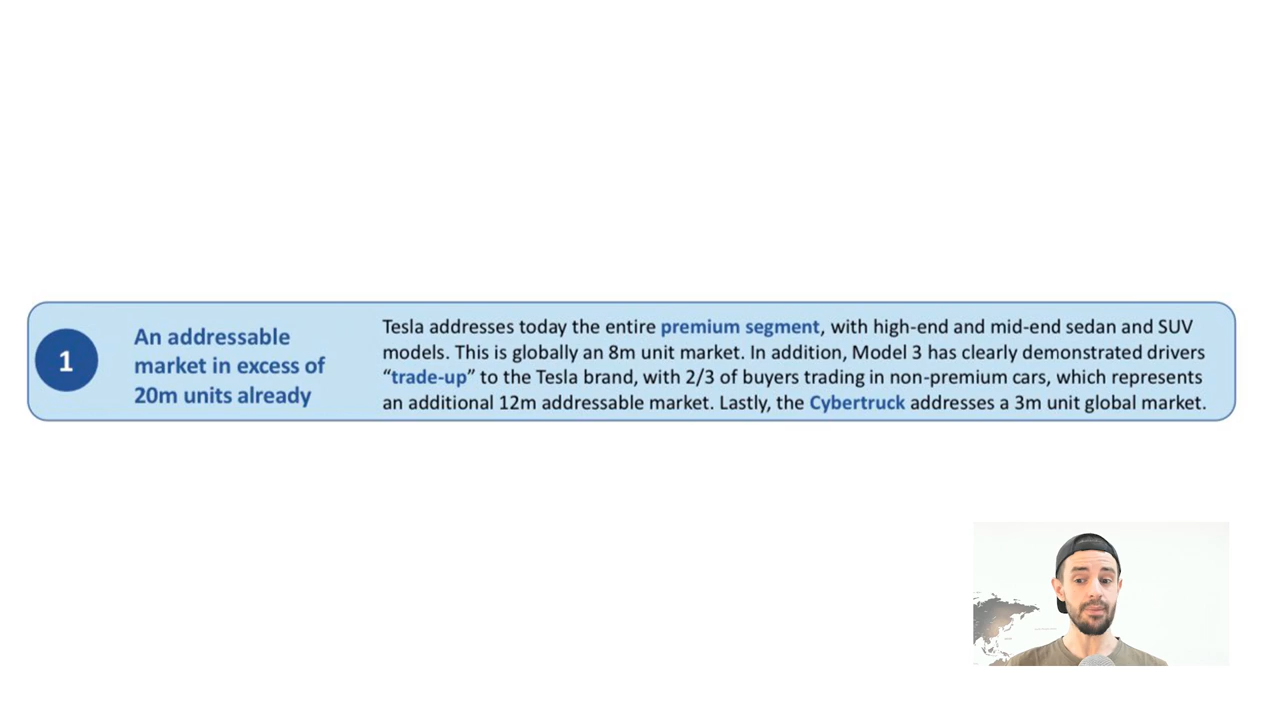 1
An addressable
market in excess of
20m units already
Tesla addresses today the entire premium segment, with high-end and mid-end sedan and SUV
models. This is globally an 8m unit market. In addition, Model 3 has clearly demonstrated drivers
“trade-up” to the Tesla brand, with 2/3 of buyers trading in non-premium cars, which represents
an additional 12m addressable market. Lastly, the Cybertruck addresses a 3m unit global market.